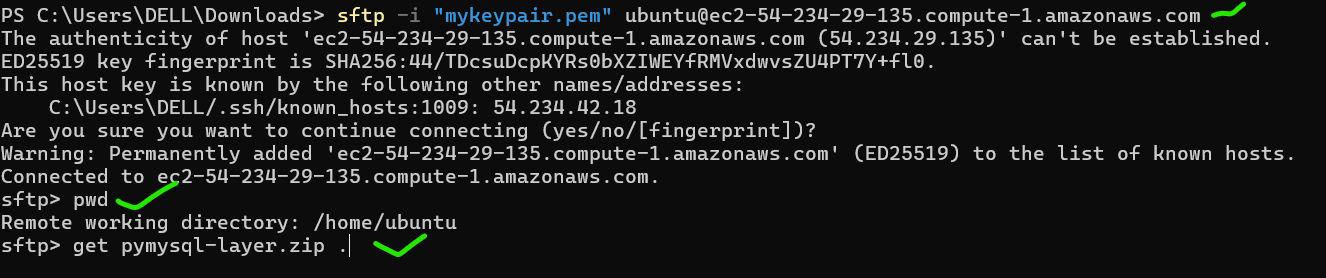 PS C:\Users\DELL\Downloads> sftp -i "mykeypair.pem" ubuntu@ec2-54-234-29-135.compute-1.amazonaws.com
The authenticity of host 'ec2-54-234-29-135.compute-1.amazonaws.com (54.234.29.135)' can't be established.
ED25519 key fingerprint is SHA256:44/TDcsuDcpKYRs0bXZIWEYfRMVxdwvsZU4PT7Y+fl0.
This host key is known by the following other names/addresses:
    C:\Users\DELL/.ssh/known_hosts:1009: 54.234.42.18
Are you sure you want to continue connecting (yes/no/[fingerprint])?
Warning: Permanently added 'ec2-54-234-29-135.compute-1.amazonaws.com' (ED25519) to the list of known hosts.
Connected to ec2-54-234-29-135.compute-1.amazonaws.com.
sftp> pwd
Remote working directory: /home/ubuntu
sftp> get pymysql-layer.zip .